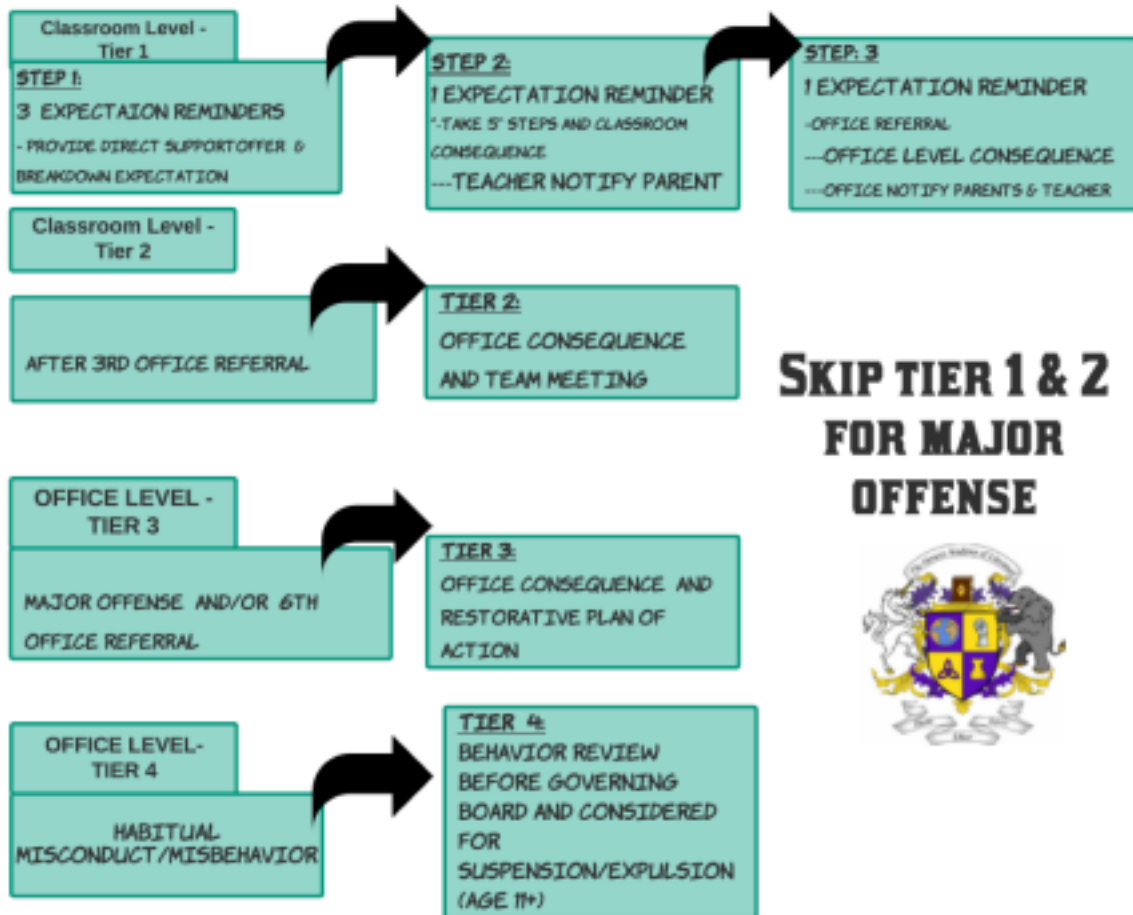 Classroom Level -
Tier 1
STEP 1:
3 EXPECTAION REMINDERS
- PROVIDE DIRECT SUPPORT OFFER &
BREAKDOWN EXPECTATION
STEP 2:
1 EXPECTATION REMINDER
"-TAKE 5" STEPS AND CLASSROOM
CONSEQUENCE
---TEACHER NOTIFY PARENT
STEP: 3
1 EXPECTATION REMINDER
-OFFICE REFERRAL
---OFFICE LEVEL CONSEQUENCE
---OFFICE NOTIFY PARENTS & TEACHER
Classroom Level -
Tier 2
AFTER 3RD OFFICE REFERRAL
TIER 2:
OFFICE CONSEQUENCE
AND TEAM MEETING
SKIP TIER 1 & 2
FOR MAJOR
OFFENSE
OFFICE LEVEL -
TIER 3
MAJOR OFFENSE AND/OR 6TH
OFFICE REFERRAL
TIER 3:
OFFICE CONSEQUENCE AND
RESTORATIVE PLAN OF
ACTION
OFFICE LEVEL-
TIER 4
HABITUAL
MISCONDUCT/MISBEHAVIOR
TIER 4:
BEHAVIOR REVIEW
BEFORE GOVERNING
BOARD AND CONSIDERED
FOR
SUSPENSION/EXPULSION
(AGE 11+)